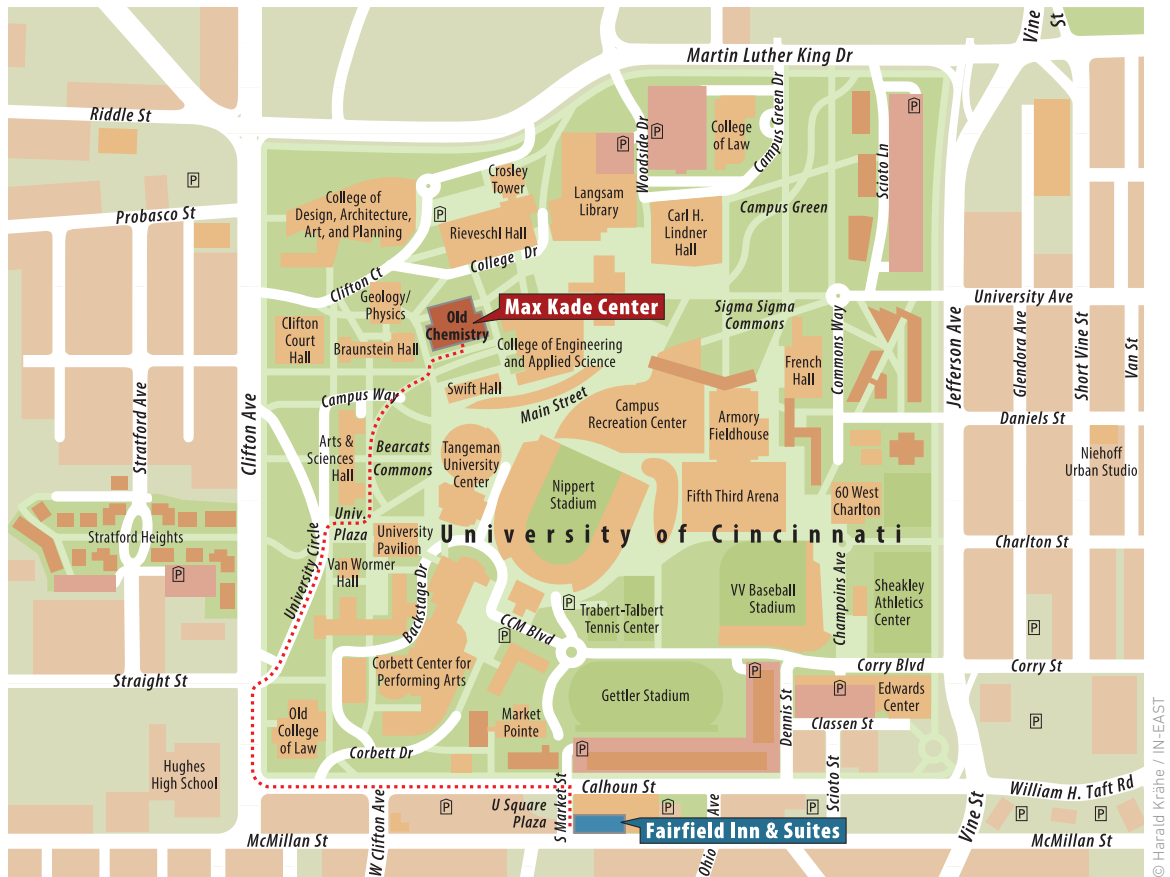 Vine
St
Martin Luther King Dr
Riddle St
P
P
P
P
College
of Law
Woodside Dr
Campus Green Dr
Scioto Ln
Crosley
Tower
Langsam
Library
College of
Design, Architecture,
Art, and Planning
P
Probasco St
P
Rieveschl Hall
Carl H.
Lindner
Hall
Campus Green
College Dr
Clifton Ct
Geology/
Physics
Max Kade Center
Old
Chemistry
Sigma Sigma
Commons
University Ave
Clifton
Court
Hall
Braunstein Hall
College of Engineering
and Applied Science
French
Hall
Commons Way
Jefferson Ave
Glendora Ave
Short Vine St
Van St
Swift Hall
Campus Way
Main Street
Stratford Ave
Clifton Ave
Campus
Recreation Center
Armory
Fieldhouse
Daniels St
Arts &
Sciences
Hall
Bearcats
Commons
Tangeman
University
Center
Niehoff
Urban Studio
Nippert
Stadium
Fifth Third Arena
60 West
Charlton
Univ.
Plaza
University
Pavilion
University of Cincinnati
Stratford Heights
P
Charlton St
University Circle
Van Wormer
Hall
Backstage Dr
CCM Blvd
P
P
Trabert-Talbert
Tennis Center
VV Baseball
Stadium
Champoins Ave
Sheakley
Athletics
Center
P
Straight St
Corbett Center for
Performing Arts
Corry Blvd
Corry St
P
P
Gettler Stadium
Dennis St
Edwards
Center
Old
College
of Law
Market
Pointe
Classen St
P
Corbett Dr
P
Hughes
High School
S Market St
Calhoun St
Scioto St
William H. Taft Rd
W Clifton Ave
P
U Square
Plaza
P
Ohio Ave
P
Vine St
P
P
Fairfield Inn & Suites
McMillan St
McMillan St
© Harald Krähe / IN-EAST